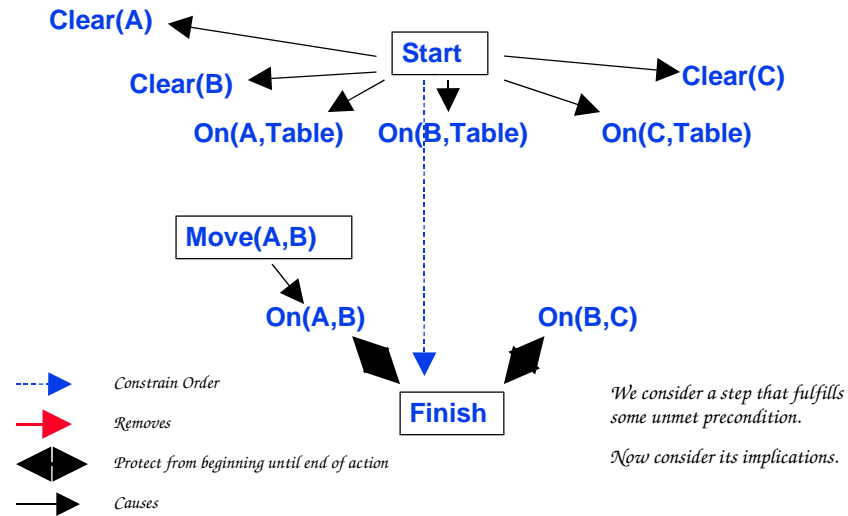 Clear(A)
Start
Clear(B)
Clear(C)
On(A,Table)
On(B,Table)
On(C,Table)
Move(A,B)
On(A,B)
On(B,C)
Finish
Constrain Order
Removes
Protect from beginning until end of action
Causes
We consider a step that fulfills
some unmet precondition.
Now consider its implications.